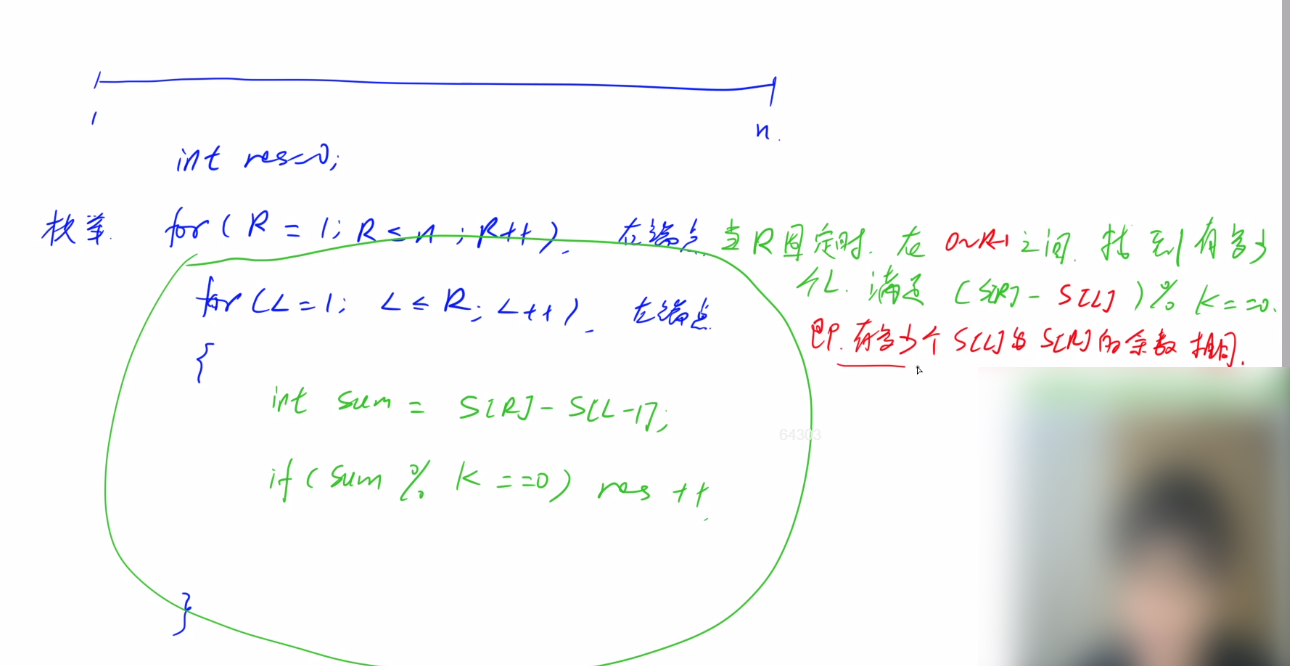 1
n.
int res=0;
枚举. for( R = 1; R ≤ n ; R++ ). 右端点 当R固定时. 在 0~R-1 之间. 找到有多少
个L. 满足 (S[R] - S[L] ) % K ==0.
for(L=1; L ≤ R; L++). 左端点.
即. 有多少个 S[L]与 S[R]的余数相同.
{
int sum = S[R] - S[L-1];
64303
if( sum % K ==0) res ++.
}